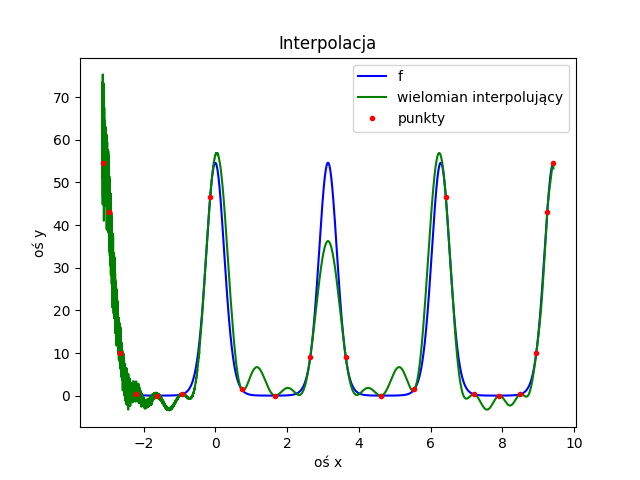 Interpolacja
f
wielomian interpolujący
punkty
oś y
70
60
50
40
30
20
10
0
−2 0 2 4 6 8 10
oś x